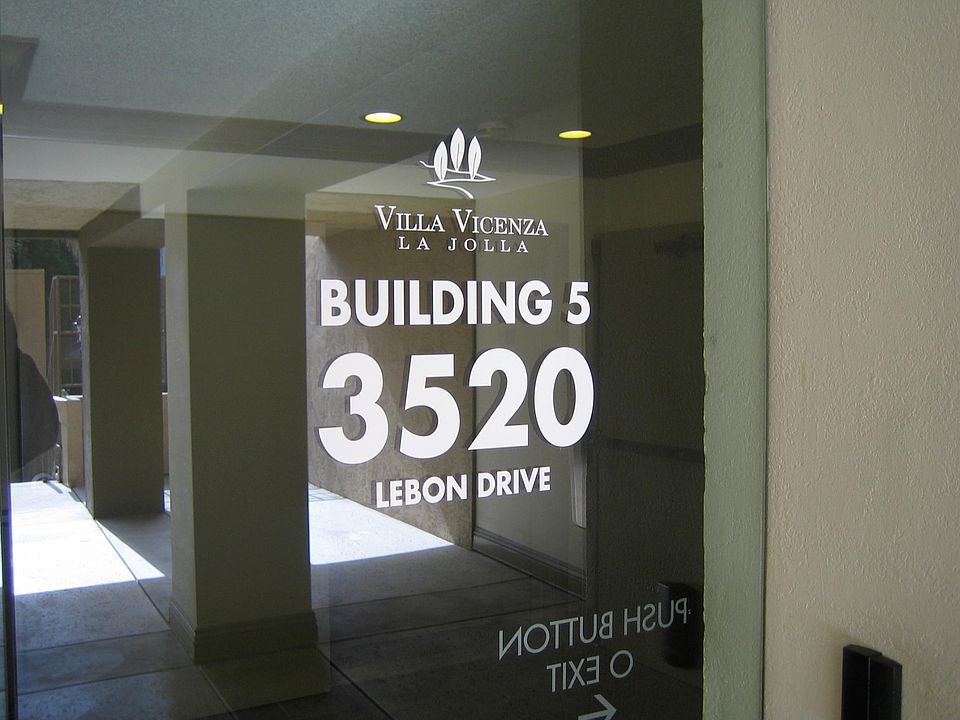 VILLA VICENZA
LA JOLLA
BUILDING 5
3520
LEBON DRIVE
PUSH BUTTON
O EXIT